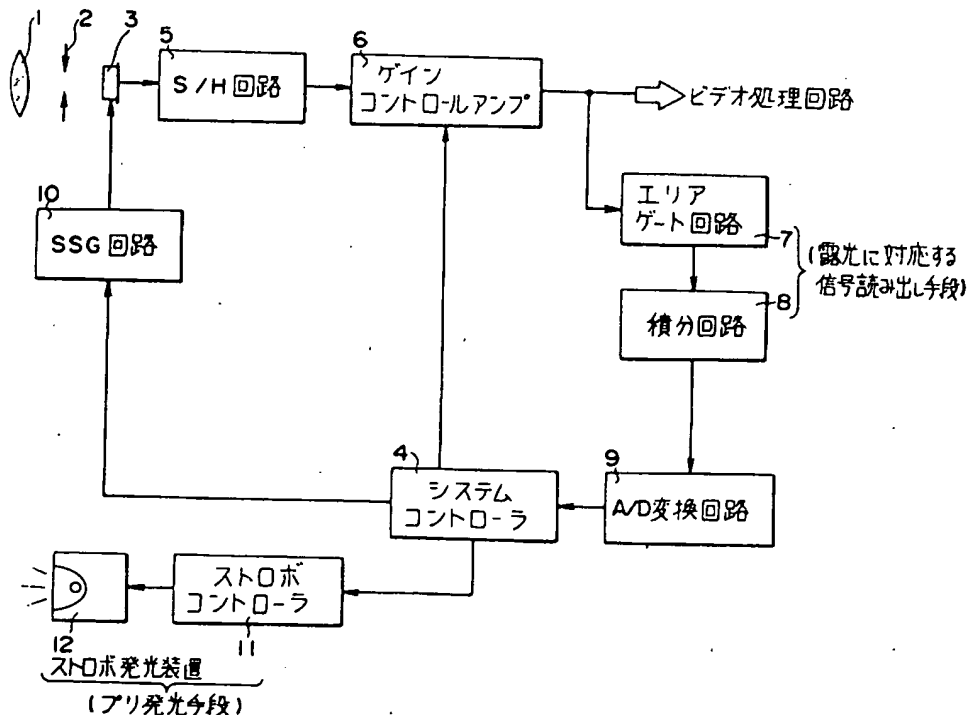 1
2
3
5
S/H回路
6
ゲイン
コントロールアンプ
ビデオ処理回路
10
SSG回路
エリア
ゲート回路
7
(露光に対応する
信号読み出し手段)
積分回路
8
4
システム
コントローラ
9
A/D変換回路
ストロボ
コントローラ
11
12
ストロボ発光装置
(プリ発光手段)